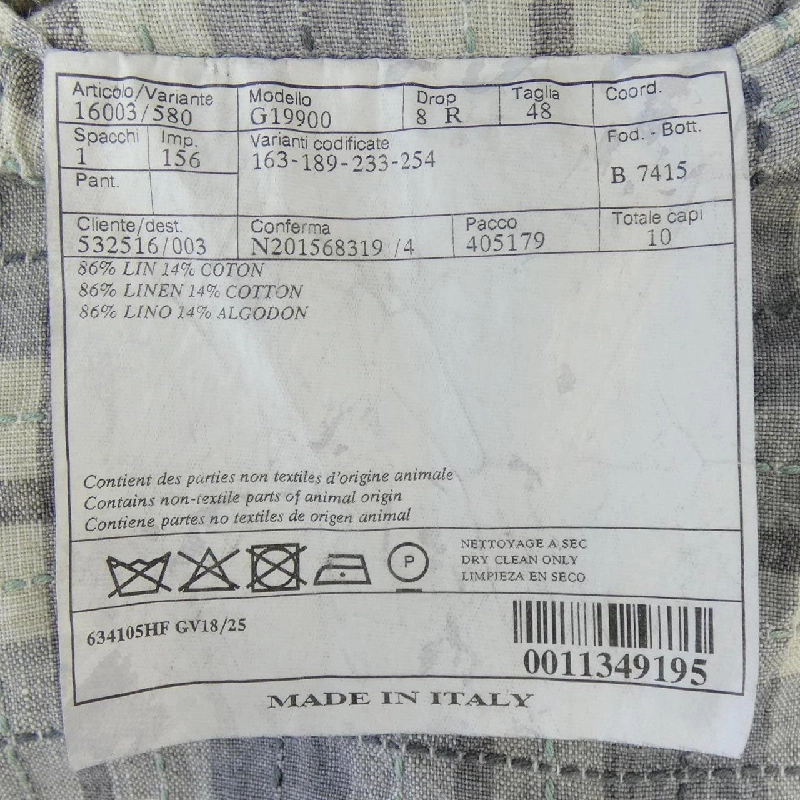 Articolo/Variante Modello Drop Taglia Coord.
16003/580 G19900 8 R 48
Spacchi Imp. Varianti codificate Fod. - Bott.
1 156 163-189-233-254 B 7415
Pant.
Cliente/dest. Conferma Pacco Totale capi
532516/003 N201568319 /4 405179 10
86% LIN 14% COTON
86% LINEN 14% COTTON
86% LINO 14% ALGODON
Contient des parties non textiles d'origine animale
Contains non-textile parts of animal origin
Contiene partes no textiles de origen animal
P
NETTOYAGE A SEC
DRY CLEAN ONLY
LIMPIEZA EN SECO
634105HF GV18/25
0011349195
MADE IN ITALY